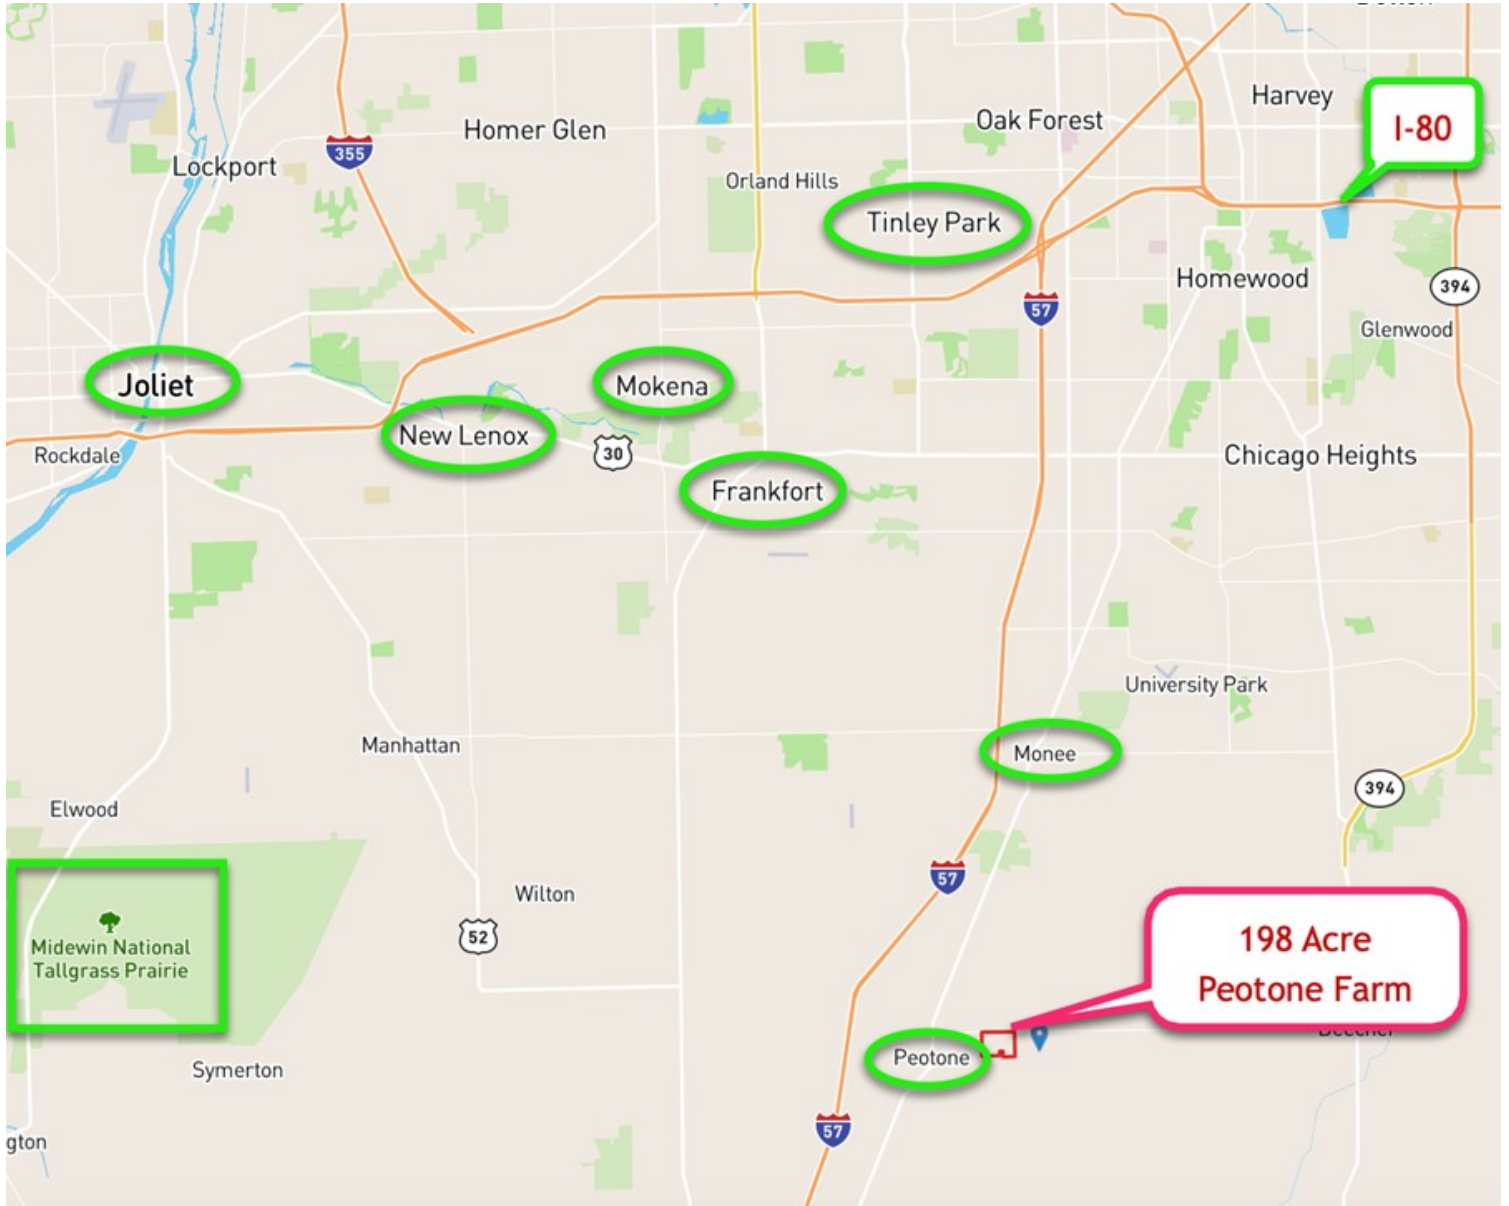 Harvey
I-80
Homer Glen
Oak Forest
355
Lockport
Orland Hills
Tinley Park
Homewood
394
57
Glenwood
Joliet
Mokena
New Lenox
30
Rockdale
Chicago Heights
Frankfort
University Park
Manhattan
Monee
394
Elwood
57
Wilton
52
Midewin National
Tallgrass Prairie
198 Acre
Peotone Farm
Peotone
Symerton
57
gton